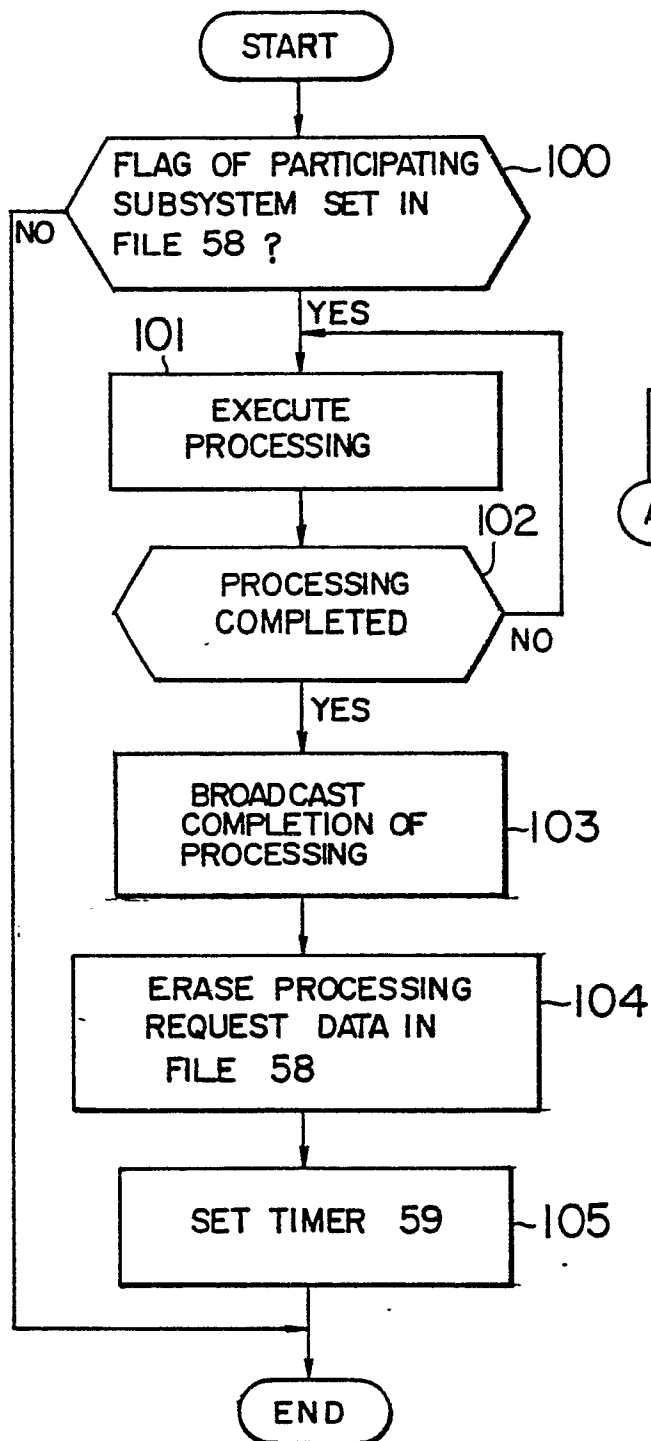 START
FLAG OF PARTICIPATING
SUBSYSTEM SET IN
FILE 58 ?
100
NO
YES
101
EXECUTE
PROCESSING
102
PROCESSING
COMPLETED
NO
YES
BROADCAST
COMPLETION OF
PROCESSING
103
ERASE PROCESSING
REQUEST DATA IN
FILE 58
104
SET TIMER 59
105
END